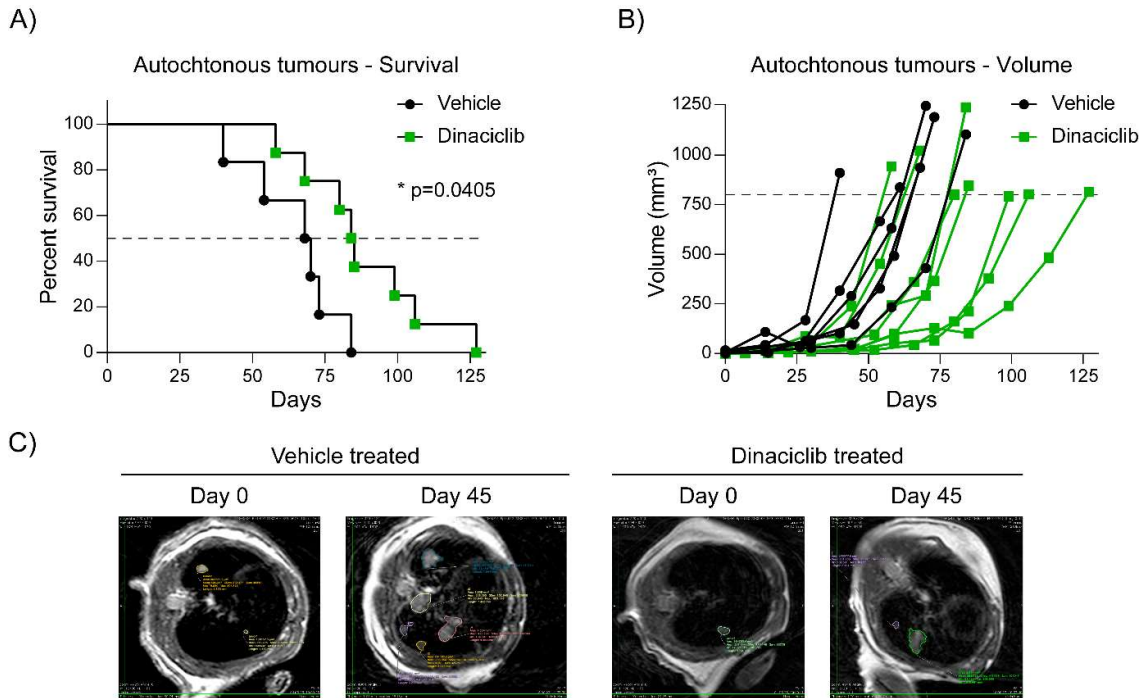 A)
Autochtonous tumours - Survival
Vehicle
Dinaciclib
* p=0.0405
Percent survival
100
80
60
40
20
0
0 25 50 75 100 125
Days
B)
Autochtonous tumours - Volume
Vehicle
Dinaciclib
Volume (mm³)
1250
1000
750
500
250
0
0 25 50 75 100 125
Days
C)
Vehicle treated
Dinaciclib treated
Day 0
Day 45
Day 0
Day 45